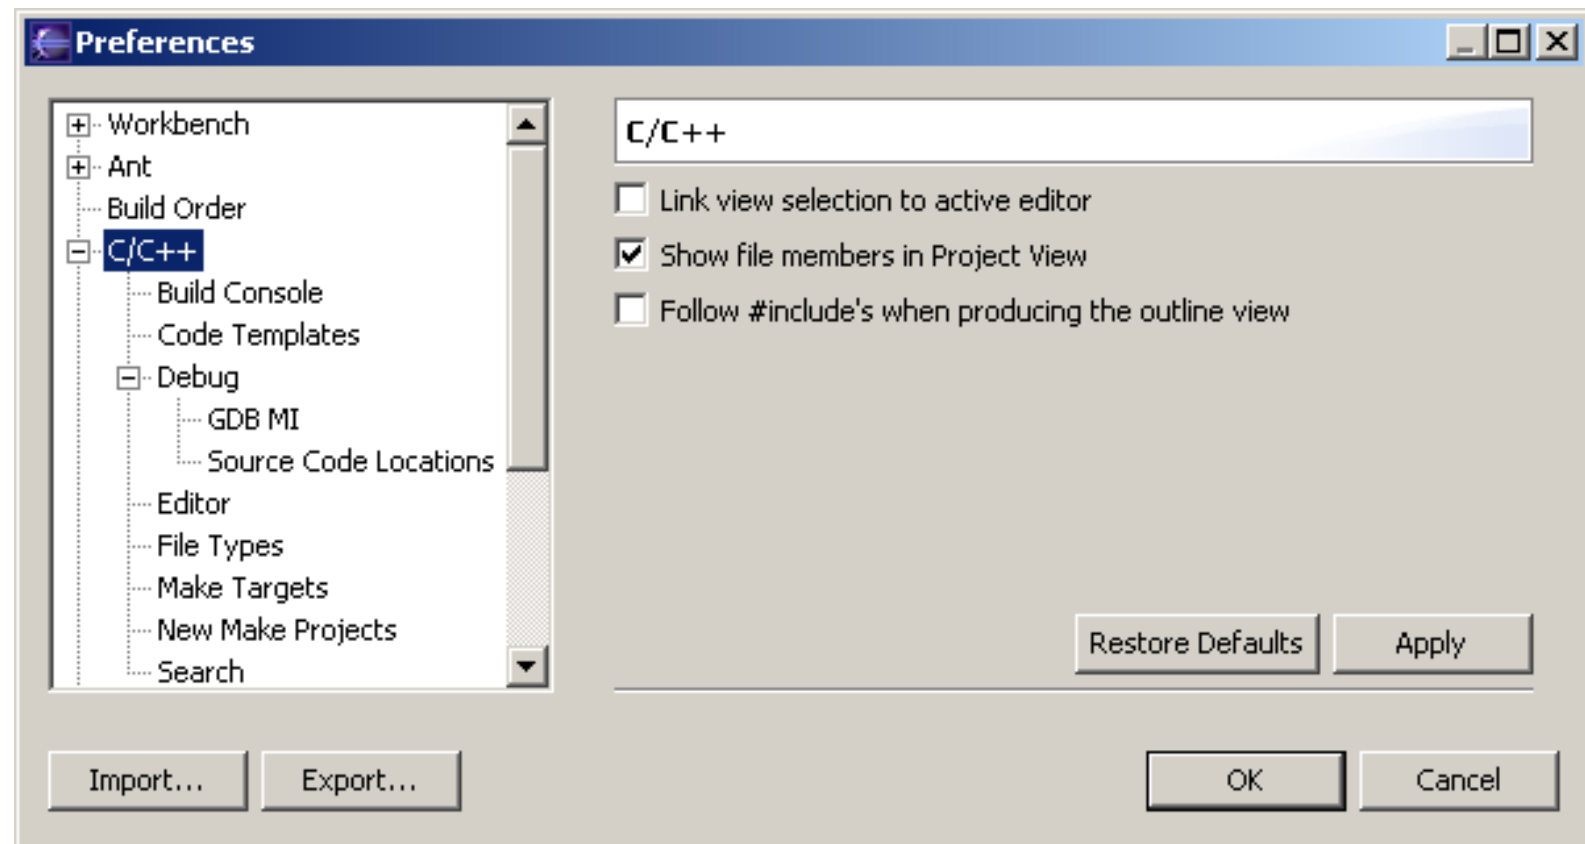 Preferences
Workbench
Ant
Build Order
C/C++
Build Console
Code Templates
Debug
GDB MI
Source Code Locations
Editor
File Types
Make Targets
New Make Projects
Search
C/C++
Link view selection to active editor
Show file members in Project View
Follow #include's when producing the outline view
Restore Defaults
Apply
Import...
Export...
OK
Cancel